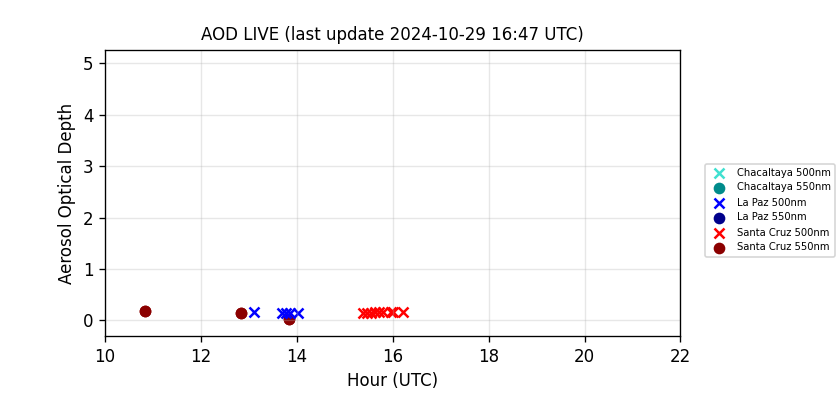 AOD LIVE (last update 2024-10-29 16:47 UTC)
Aerosol Optical Depth
5
4
3
2
1
0
10 12 14 16 18 20 22
Hour (UTC)
Chacaltaya 500nm
Chacaltaya 550nm
La Paz 500nm
La Paz 550nm
Santa Cruz 500nm
Santa Cruz 550nm